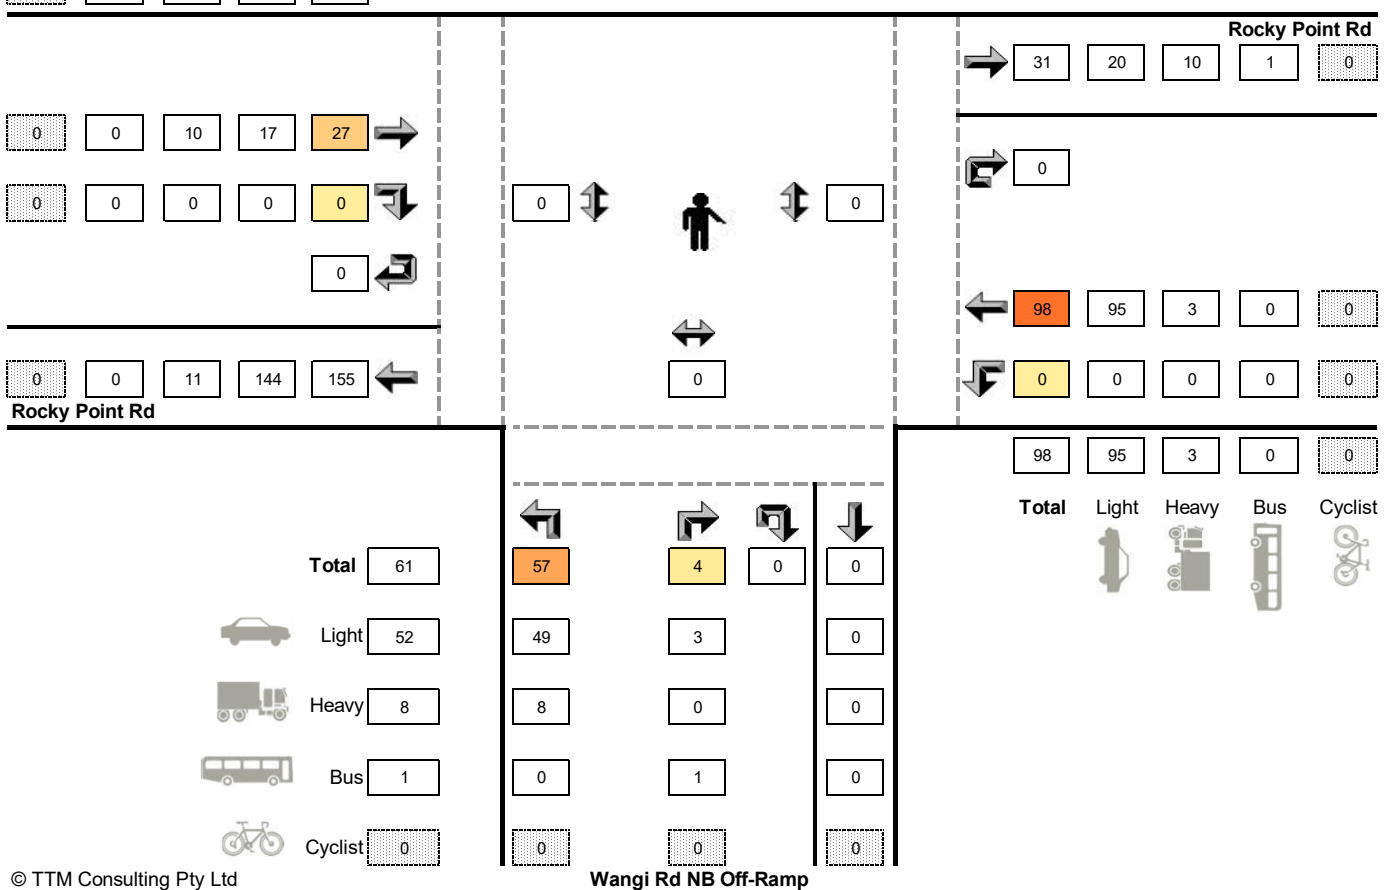 Rocky Point Rd
31 20 10 1 0
0 0 10 17 27
0
0 0 0 0 0
0 0
0
98 95 3 0 0
0
0 0 11 144 155
0 0 0 0 0
Rocky Point Rd
98 95 3 0 0
Total Light Heavy Bus Cyclist
Total 61 57 4 0 0
Light 52 49 3 0
Heavy 8 8 0 0
Bus 1 0 1 0
Cyclist 0 0 0 0
© TTM Consulting Pty Ltd
Wangi Rd NB Off-Ramp